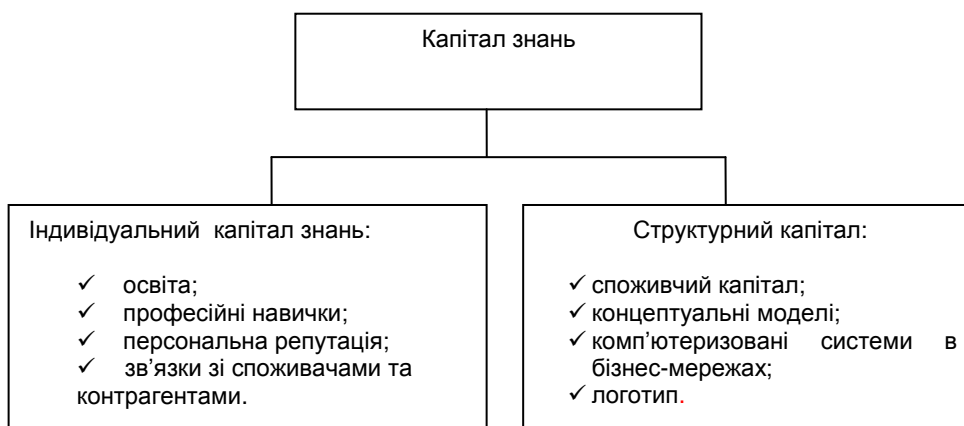 Капітал знань
Індивідуальний капітал знань:
✓ освіта;
✓ професійні навички;
✓ персональна репутація;
✓ зв’язки зі споживачами та
контрагентами.
Структурний капітал:
✓ споживчий капітал;
✓ концептуальні моделі;
✓ комп’ютеризовані системи в
бізнес-мережах;
✓ логотип.